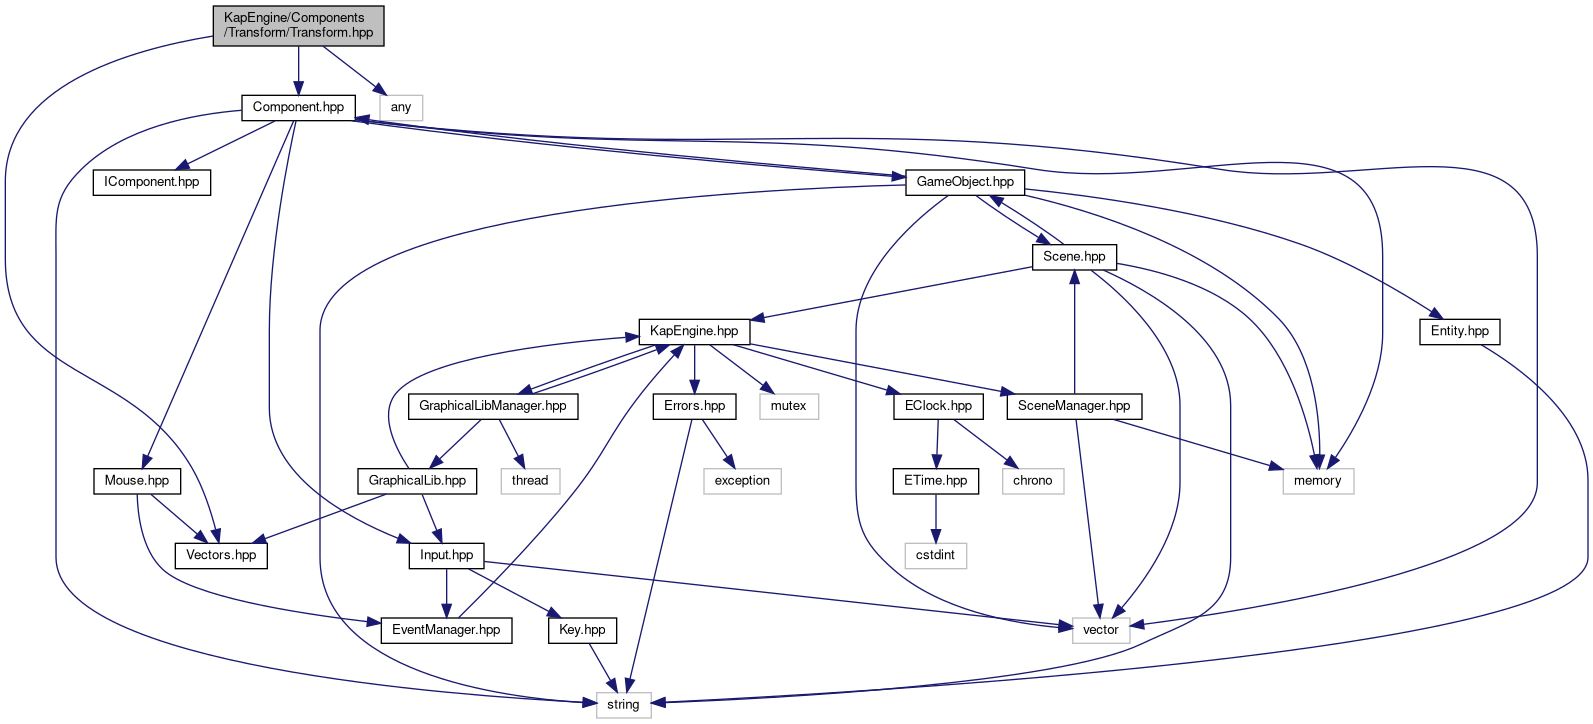 KapEngine/Components
/Transform/Transform.hpp
Component.hpp
any
IComponent.hpp
GameObject.hpp
Scene.hpp
KapEngine.hpp
Entity.hpp
GraphicalLibManager.hpp
Errors.hpp
mutex
EClock.hpp
SceneManager.hpp
Mouse.hpp
GraphicalLib.hpp
thread
exception
ETime.hpp
chrono
memory
Vectors.hpp
Input.hpp
cstdint
EventManager.hpp
Key.hpp
vector
string